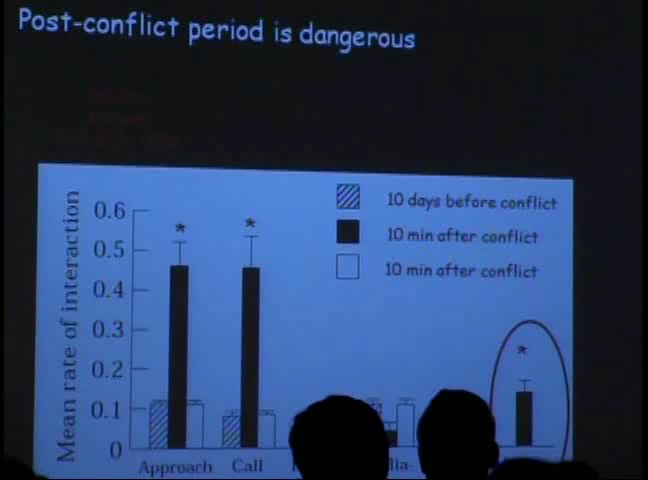 Post-conflict period is dangerous
10 days before conflict
10 min after conflict
10 min after conflict
Mean rate of interaction
0.6
0.5
0.4
0.3
0.2
0.1
0
*
*
*
Approach
Call
lia-